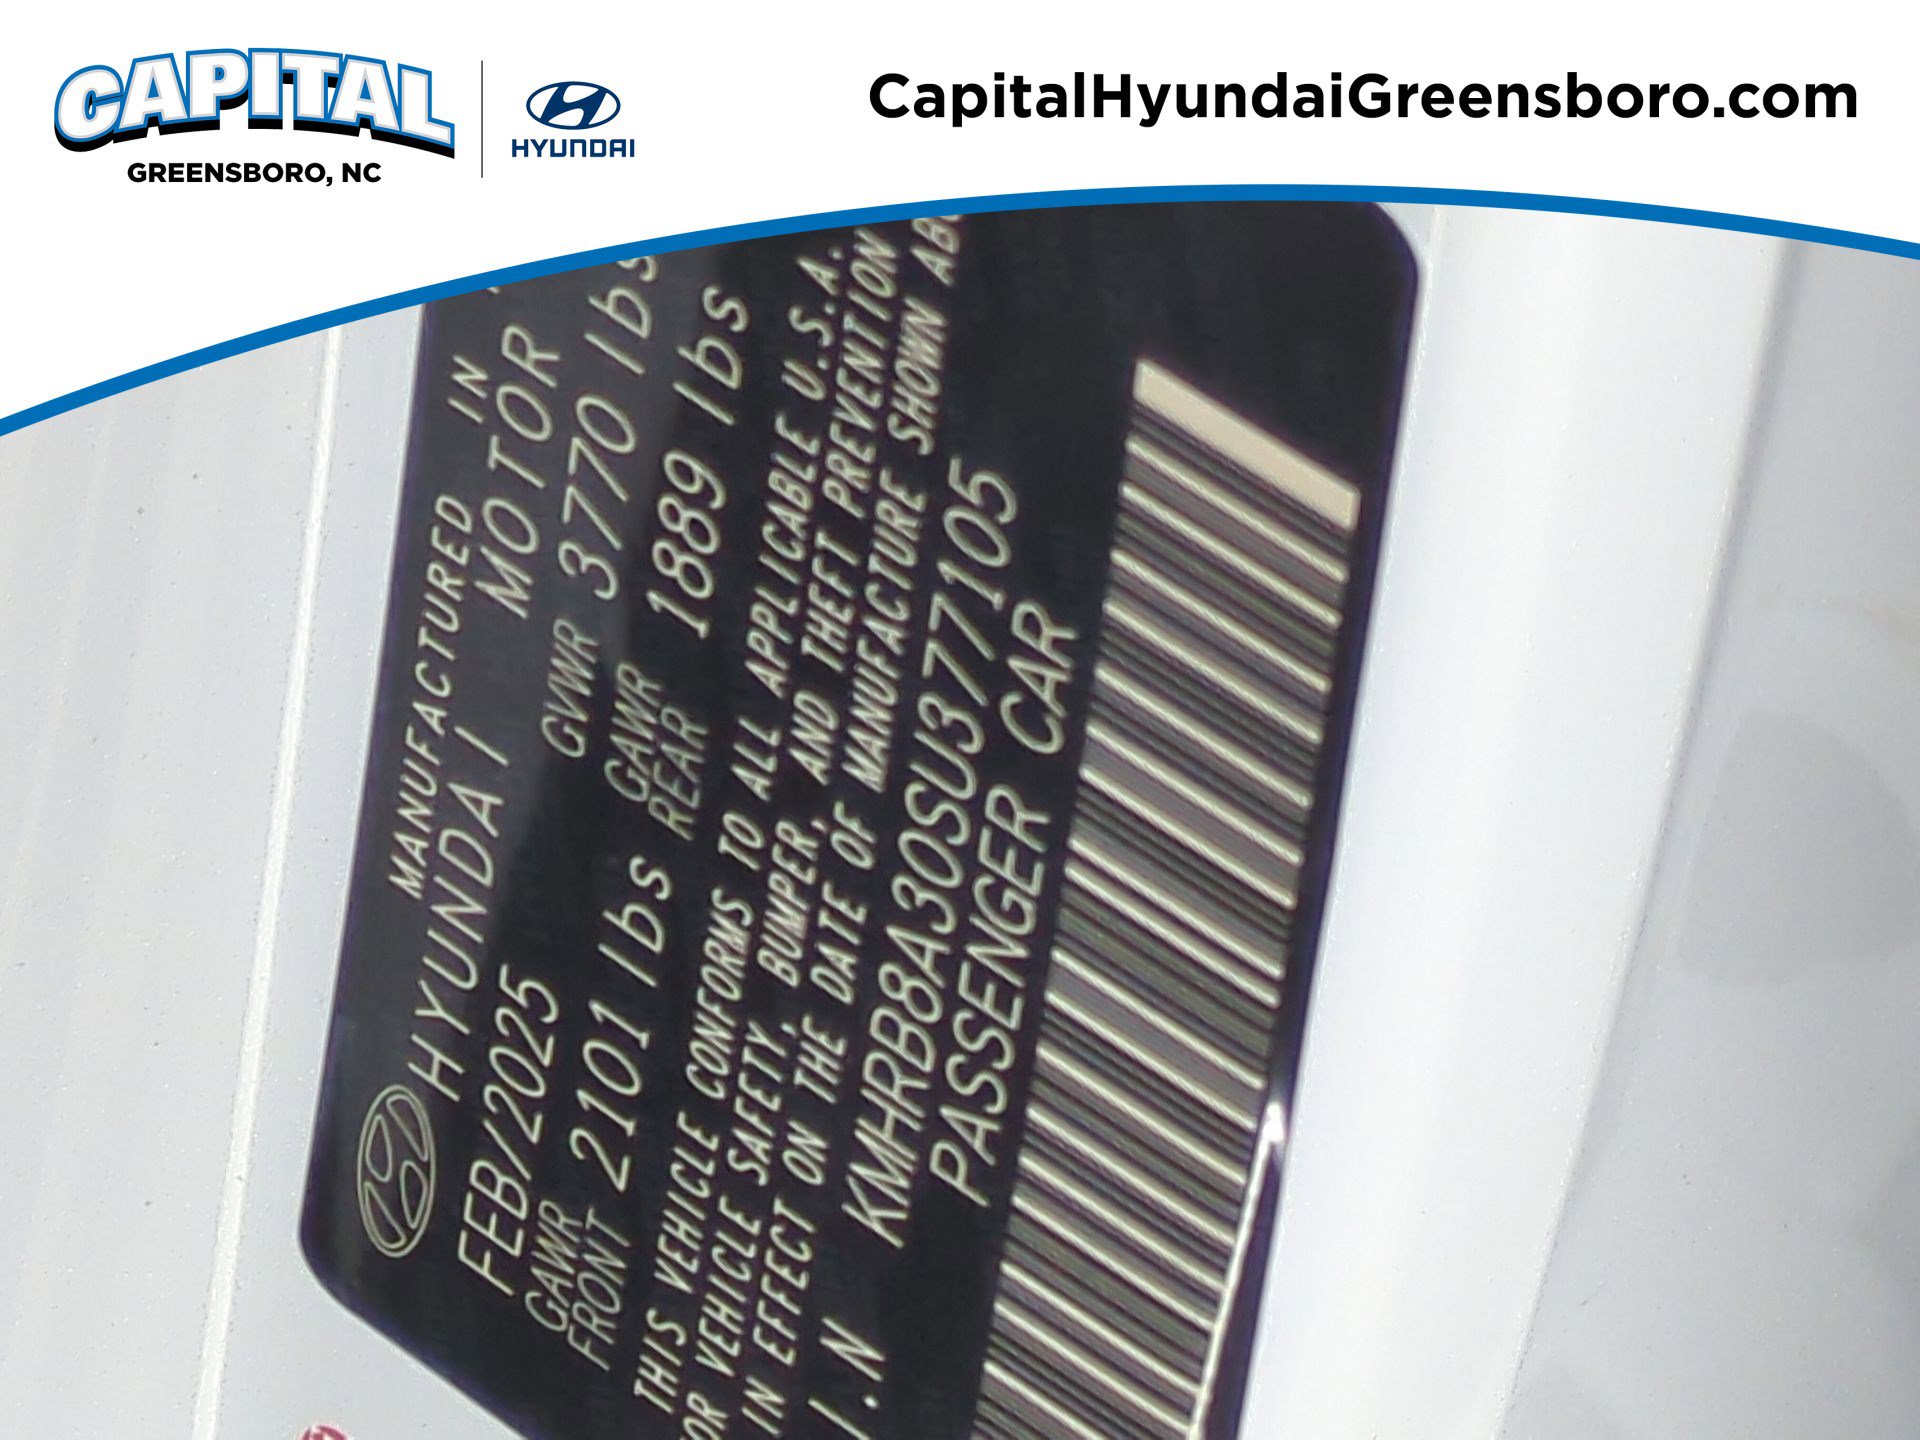 CAPITAL
GREENSBORO, NC
HYUNDAI
CapitalHyundaiGreensboro.com
MANUFACTURED IN
HYUNDAI MOTOR
FEB/2025 GVWR 3770 lbs
GAWR FRONT 2101 lbs GAWR REAR 1889 lbs
THIS VEHICLE CONFORMS TO ALL APPLICABLE U.S.A.
OR VEHICLE SAFETY, BUMPER, AND THEFT PREVENTION
IN EFFECT ON THE DATE OF MANUFACTURE SHOWN
I.N KMHRB8A30SU377105
PASSENGER CAR